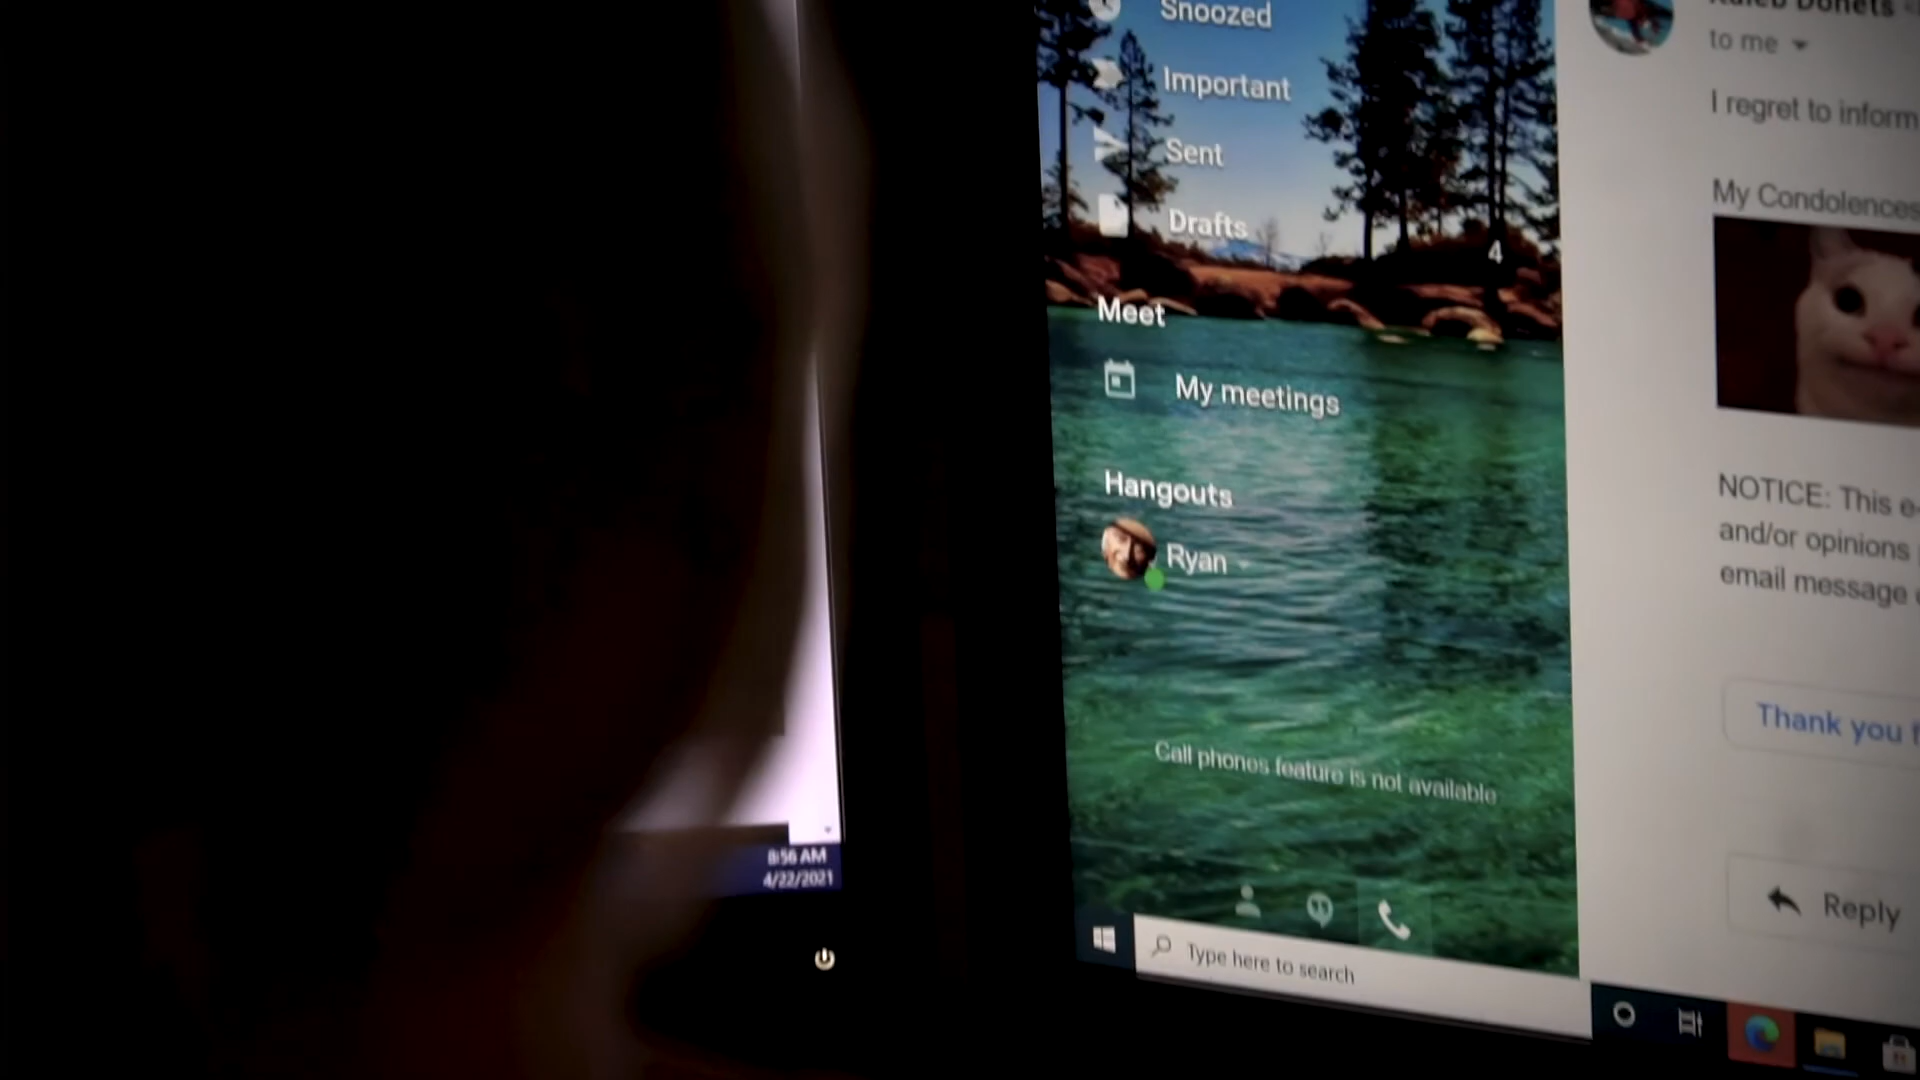 Snoozed
Important
Sent
Drafts
4
Meet
My meetings
Hangouts
Ryan
Call phones feature is not available
Type here to search
8:56 AM
4/22/2021
Donets
to me
I regret to inform
My Condolences
NOTICE: This e-
and/or opinions
email message
Thank you f
Reply